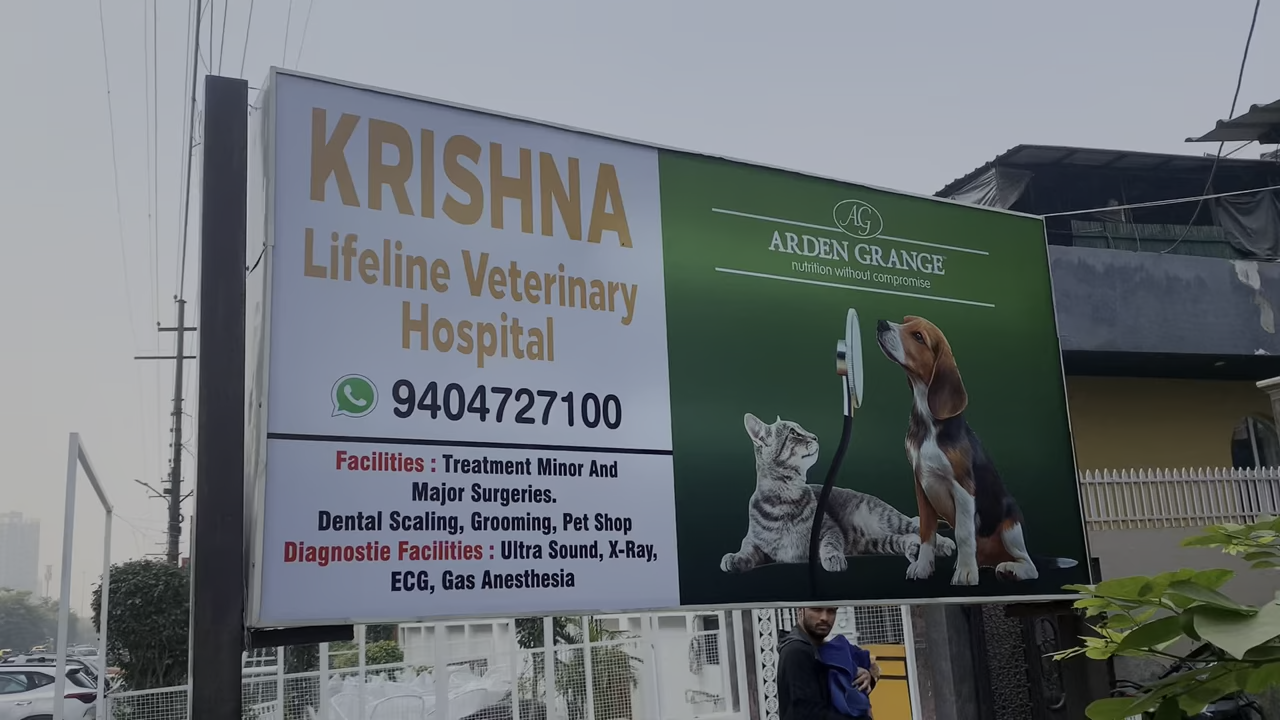 KRISHNA
Lifeline Veterinary
Hospital
9404727100
Facilities : Treatment Minor And
Major Surgeries.
Dental Scaling, Grooming, Pet Shop
Diagnostie Facilities : Ultra Sound, X-Ray,
ECG, Gas Anesthesia
AG
ARDEN GRANGE
nutrition without compromise